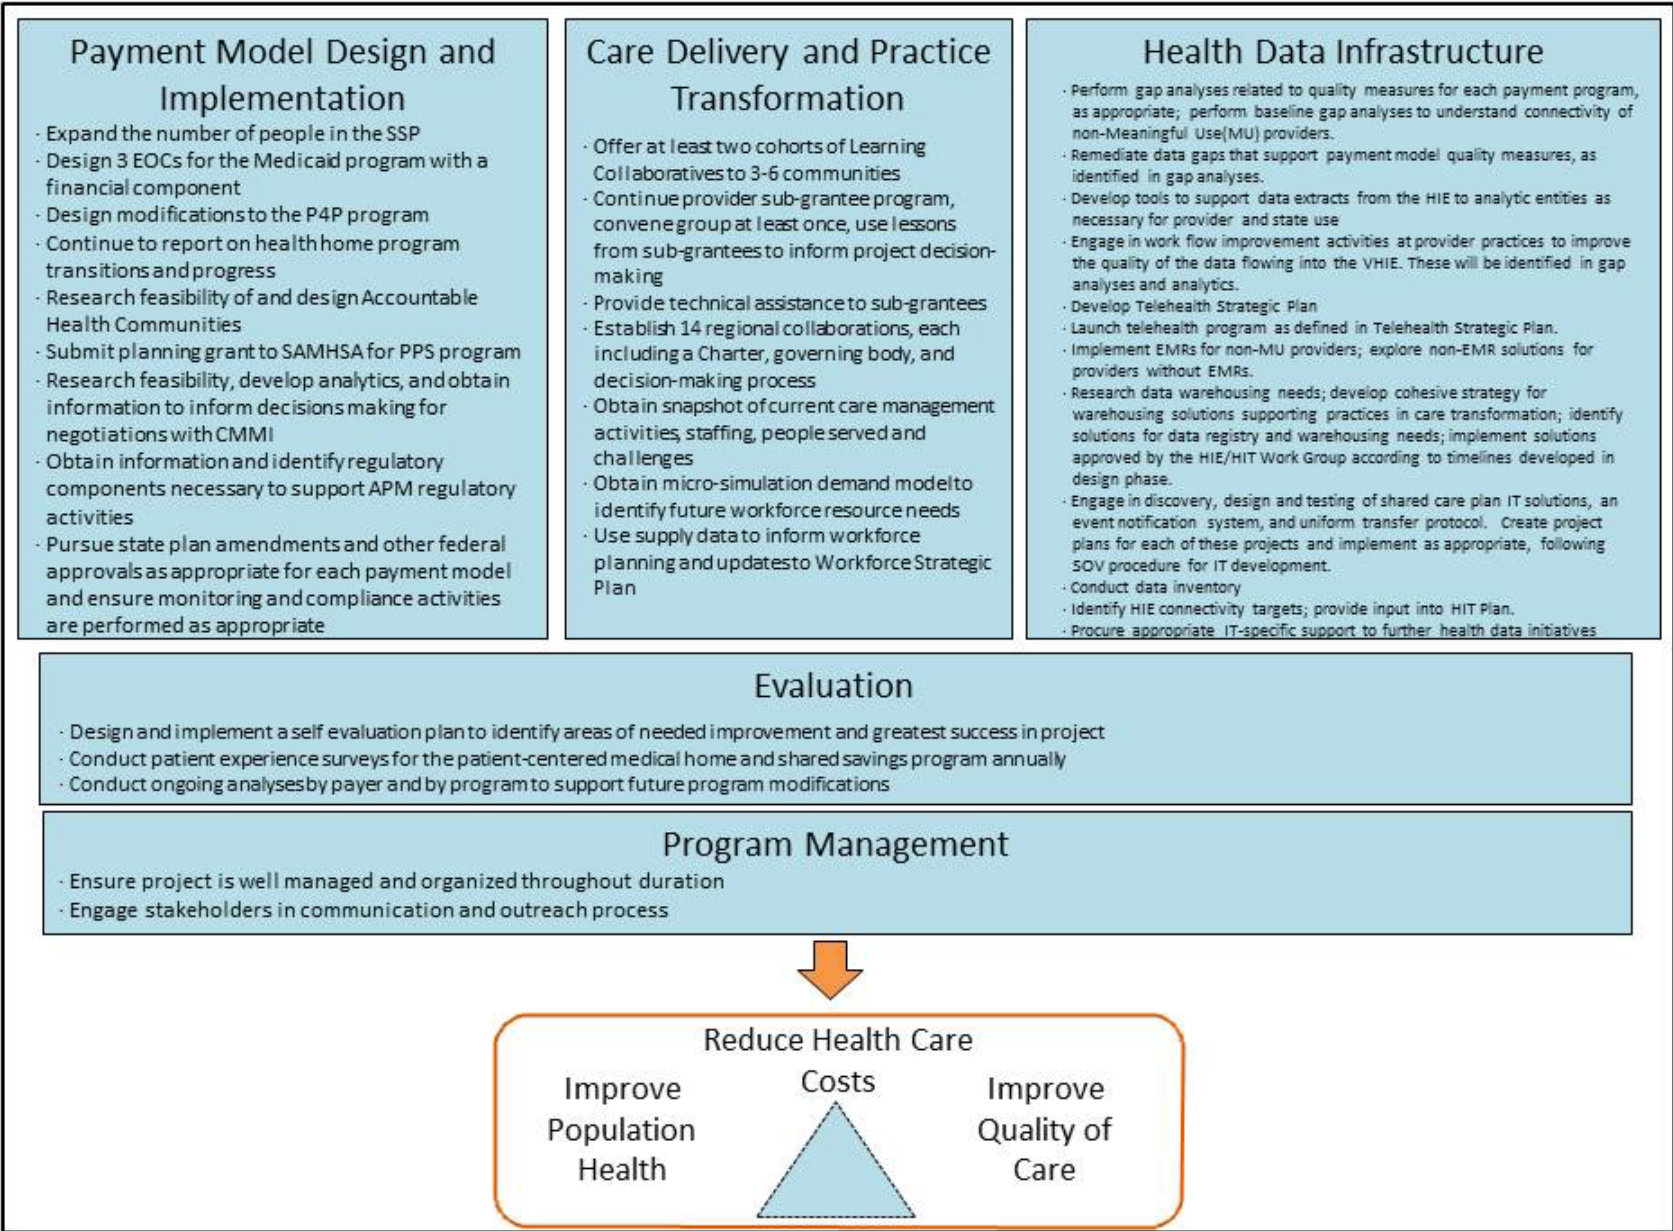 Payment Model Design and
Implementation
· Expand the number of people in the SSP
· Design 3 EOCs for the Medicaid program with a
financial component
· Design modifications to the P4P program
· Continue to report on health home program
transitions and progress
· Research feasibility of and design Accountable
Health Communities
· Submit planning grant to SAMHSA for PPS program
· Research feasibility, develop analytics, and obtain
information to inform decisions making for
negotiations with CMMI
· Obtain information and identify regulatory
components necessary to support APM regulatory
activities
· Pursue state plan amendments and other federal
approvals as appropriate for each payment model
and ensure monitoring and compliance activities
are performed as appropriate
Care Delivery and Practice
Transformation
· Offer at least two cohorts of Learning
Collaboratives to 3-6 communities
· Continue provider sub-grantee program,
convene group at least once, use lessons
from sub-grantees to inform project decision-
making
· Provide technical assistance to sub-grantees
· Establish 14 regional collaborations, each
including a Charter, governing body, and
decision-making process
· Obtain snapshot of current care management
activities, staffing, people served and
challenges
· Obtain micro-simulation demand model to
identify future workforce resource needs
· Use supply data to inform workforce
planning and updates to Workforce Strategic
Plan
Health Data Infrastructure
· Perform gap analyses related to quality measures for each payment program,
as appropriate; perform baseline gap analyses to understand connectivity of
non-Meaningful Use(MU) providers.
· Remediate data gaps that support payment model quality measures, as
identified in gap analyses.
· Develop tools to support data extracts from the HIE to analytic entities as
necessary for provider and state use
· Engage in work flow improvement activities at provider practices to improve
the quality of the data flowing into the VHIE. These will be identified in gap
analyses and analytics.
· Develop Telehealth Strategic Plan
· Launch telehealth program as defined in Telehealth Strategic Plan.
· Implement EMRs for non-MU providers; explore non-EMR solutions for
providers without EMRs.
· Research data warehousing needs; develop cohesive strategy for
warehousing solutions supporting practices in care transformation; identify
solutions for data registry and warehousing needs; implement solutions
approved by the HIE/HIT Work Group according to timelines developed in
design phase.
· Engage in discovery, design and testing of shared care plan IT solutions, an
event notification system, and uniform transfer protocol. Create project
plans for each of these projects and implement as appropriate, following
SOV procedure for IT development.
· Conduct data inventory
· Identify HIE connectivity targets; provide input into HIT Plan.
· Procure appropriate IT-specific support to further health data initiatives
Evaluation
· Design and implement a self evaluation plan to identify areas of needed improvement and greatest success in project
· Conduct patient experience surveys for the patient-centered medical home and shared savings program annually
· Conduct ongoing analyses by payer and by program to support future program modifications
Program Management
· Ensure project is well managed and organized throughout duration
· Engage stakeholders in communication and outreach process
Reduce Health Care
Costs
Improve
Population
Health
Improve
Quality of
Care